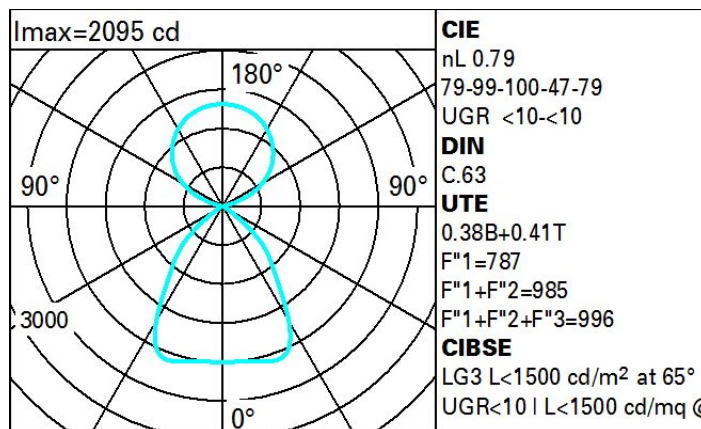 Imax=2095 cd
180°
90°
90°
3000
0°
CIE
nL 0.79
79-99-100-47-79
UGR <10-<10
DIN
C.63
UTE
0.38B+0.41T
F"1=787
F"1+F"2=985
F"1+F"2+F"3=996
CIBSE
LG3 L<1500 cd/m² at 65°
UGR<10 | L<1500 cd/mq @